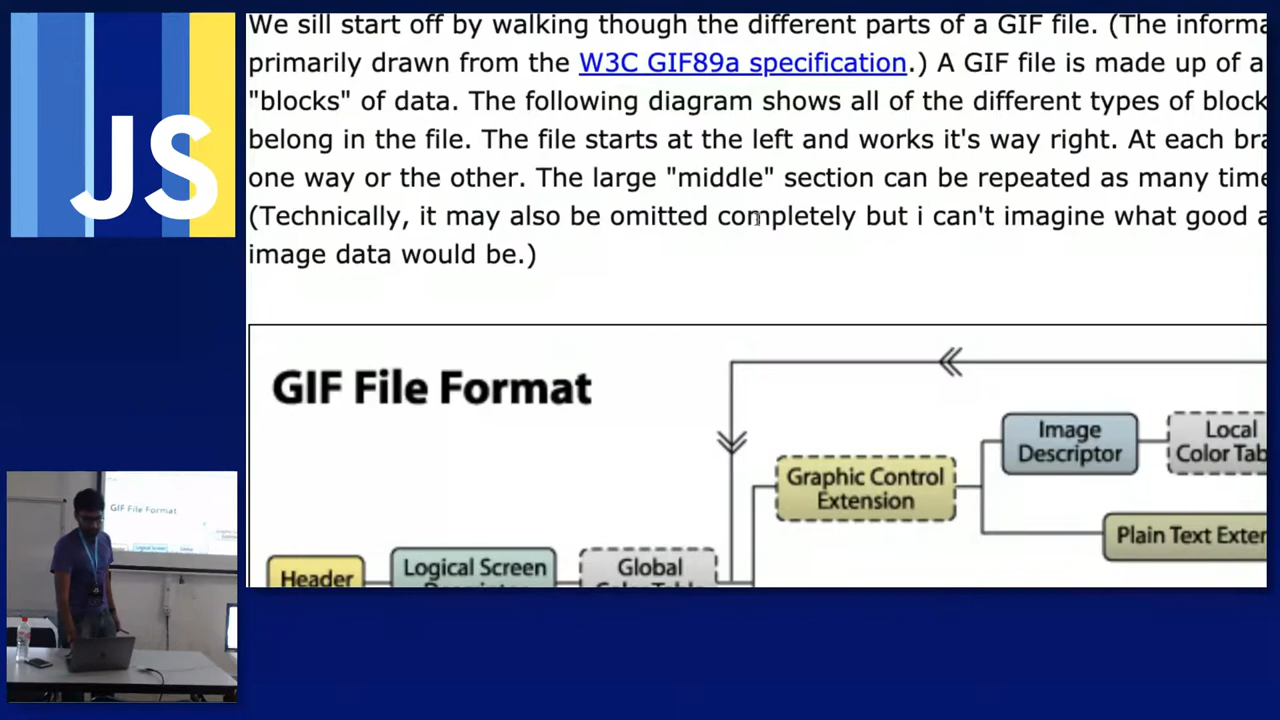 We sill start off by walking though the different parts of a GIF file. (The informa
primarily drawn from the W3C GIF89a specification.) A GIF file is made up of a
"blocks" of data. The following diagram shows all of the different types of block
belong in the file. The file starts at the left and works it's way right. At each bra
one way or the other. The large "middle" section can be repeated as many time
(Technically, it may also be omitted completely but i can't imagine what good a
image data would be.)
JS
GIF File Format
Image
Descriptor
Local
Color Tab
Graphic Control
Extension
Plain Text Exter
Header
Logical Screen
Global
GIF File Format